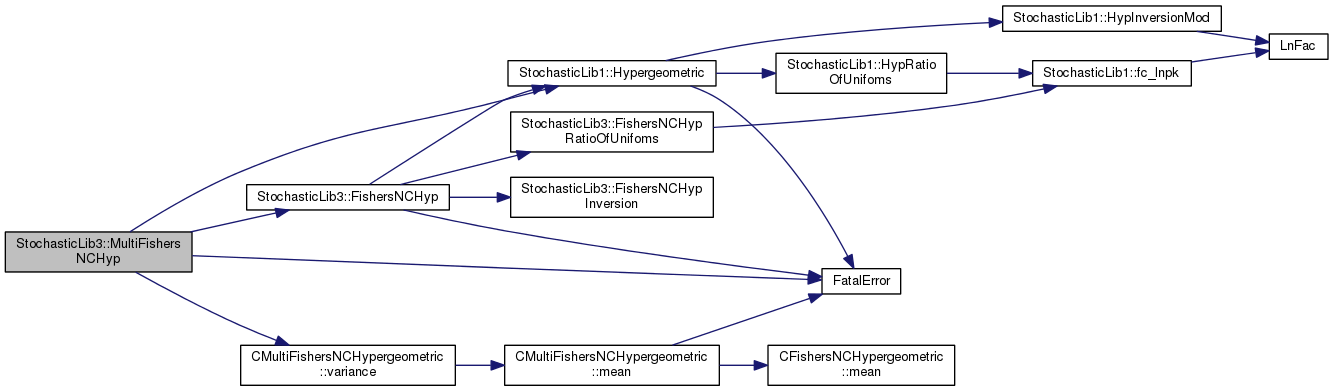 StochasticLib1::HypInversionMod
LnFac
StochasticLib1::Hypergeometric
StochasticLib1::HypRatio
OfUnifoms
StochasticLib1::fc_lnpk
StochasticLib3::FishersNCHyp
RatioOfUnifoms
StochasticLib3::FishersNCHyp
StochasticLib3::FishersNCHyp
Inversion
StochasticLib3::MultiFishers
NCHyp
FatalError
CMultiFishersNCHypergeometric
::variance
CMultiFishersNCHypergeometric
::mean
CFishersNCHypergeometric
::mean